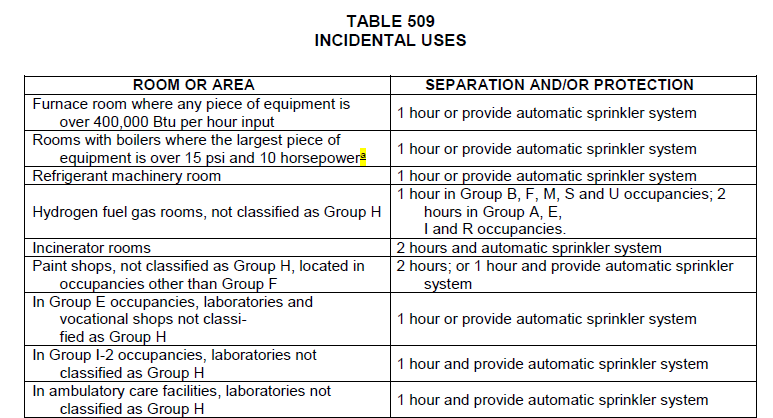 TABLE 509
INCIDENTAL USES
ROOM OR AREA
SEPARATION AND/OR PROTECTION
Furnace room where any piece of equipment is
over 400,000 Btu per hour input
1 hour or provide automatic sprinkler system
Rooms with boilers where the largest piece of
equipment is over 15 psi and 10 horsepowera
1 hour or provide automatic sprinkler system
Refrigerant machinery room
1 hour or provide automatic sprinkler system
Hydrogen fuel gas rooms, not classified as Group H
1 hour in Group B, F, M, S and U occupancies; 2
hours in Group A, E,
I and R occupancies.
Incinerator rooms
2 hours and automatic sprinkler system
Paint shops, not classified as Group H, located in
occupancies other than Group F
2 hours; or 1 hour and provide automatic sprinkler
system
In Group E occupancies, laboratories and
vocational shops not classi-
fied as Group H
1 hour or provide automatic sprinkler system
In Group I-2 occupancies, laboratories not
classified as Group H
1 hour and provide automatic sprinkler system
In ambulatory care facilities, laboratories not
classified as Group H
1 hour and provide automatic sprinkler system